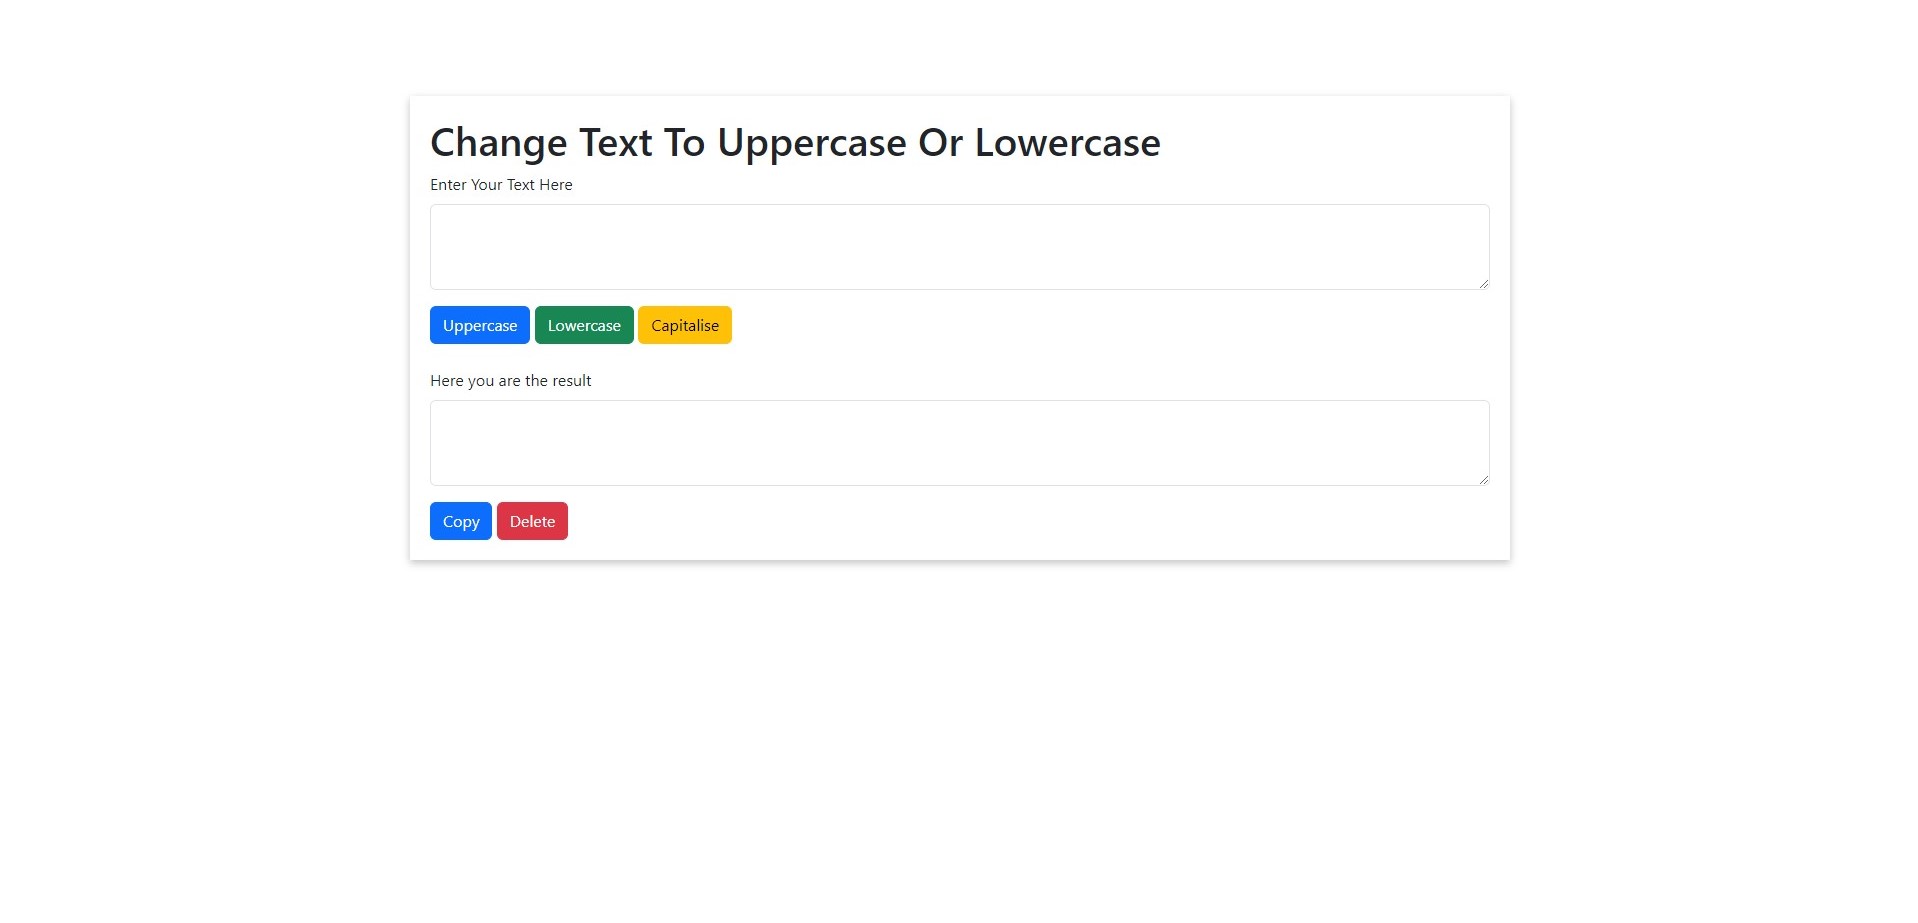 Change Text To Uppercase Or Lowercase
Enter Your Text Here
Uppercase Lowercase Capitalise
Here you are the result
Copy Delete